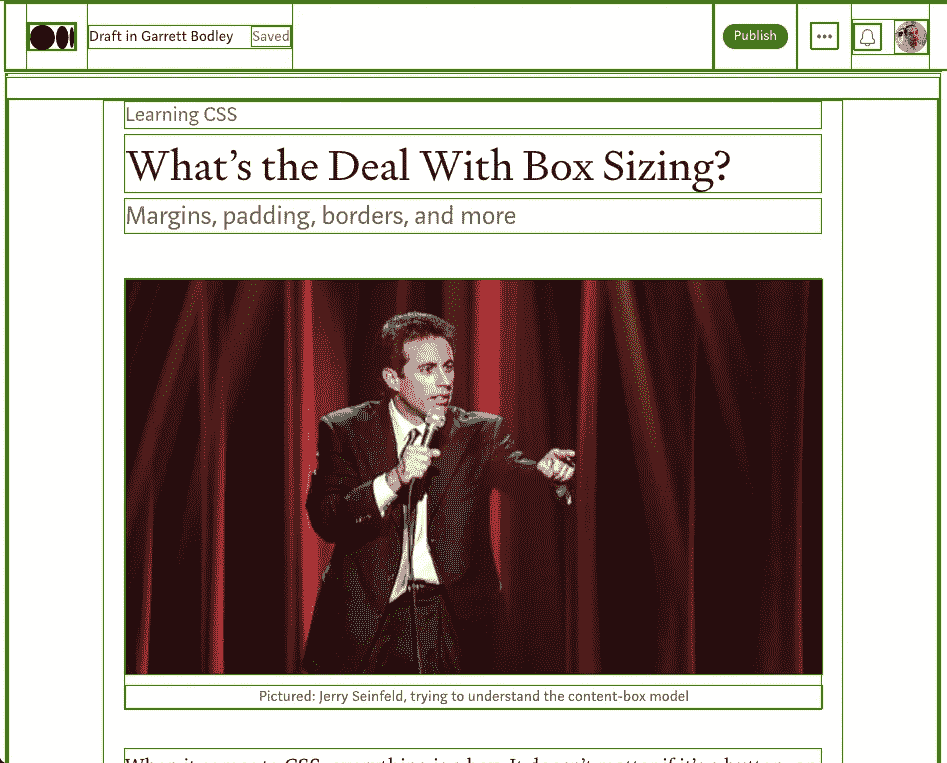 Draft in Garrett Bodley Saved
Publish
Learning CSS
What's the Deal With Box Sizing?
Margins, padding, borders, and more
Pictured: Jerry Seinfeld, trying to understand the content-box model